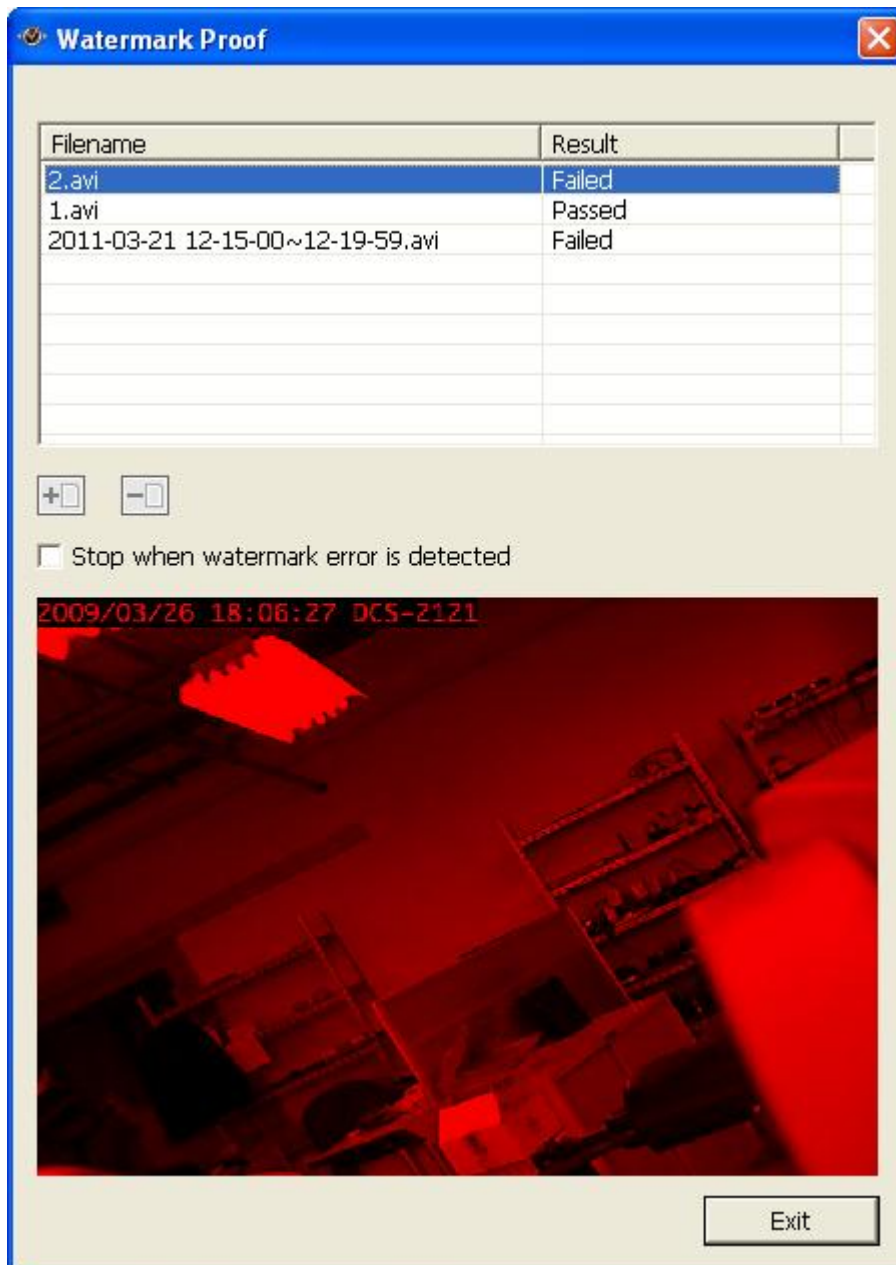 Watermark Proof
Filename Result
2.avi Failed
1.avi Passed
2011-03-21 12-15-00~12-19-59.avi Failed
Stop when watermark error is detected
2009/03/26 18:06:27 DCS-2121
Exit